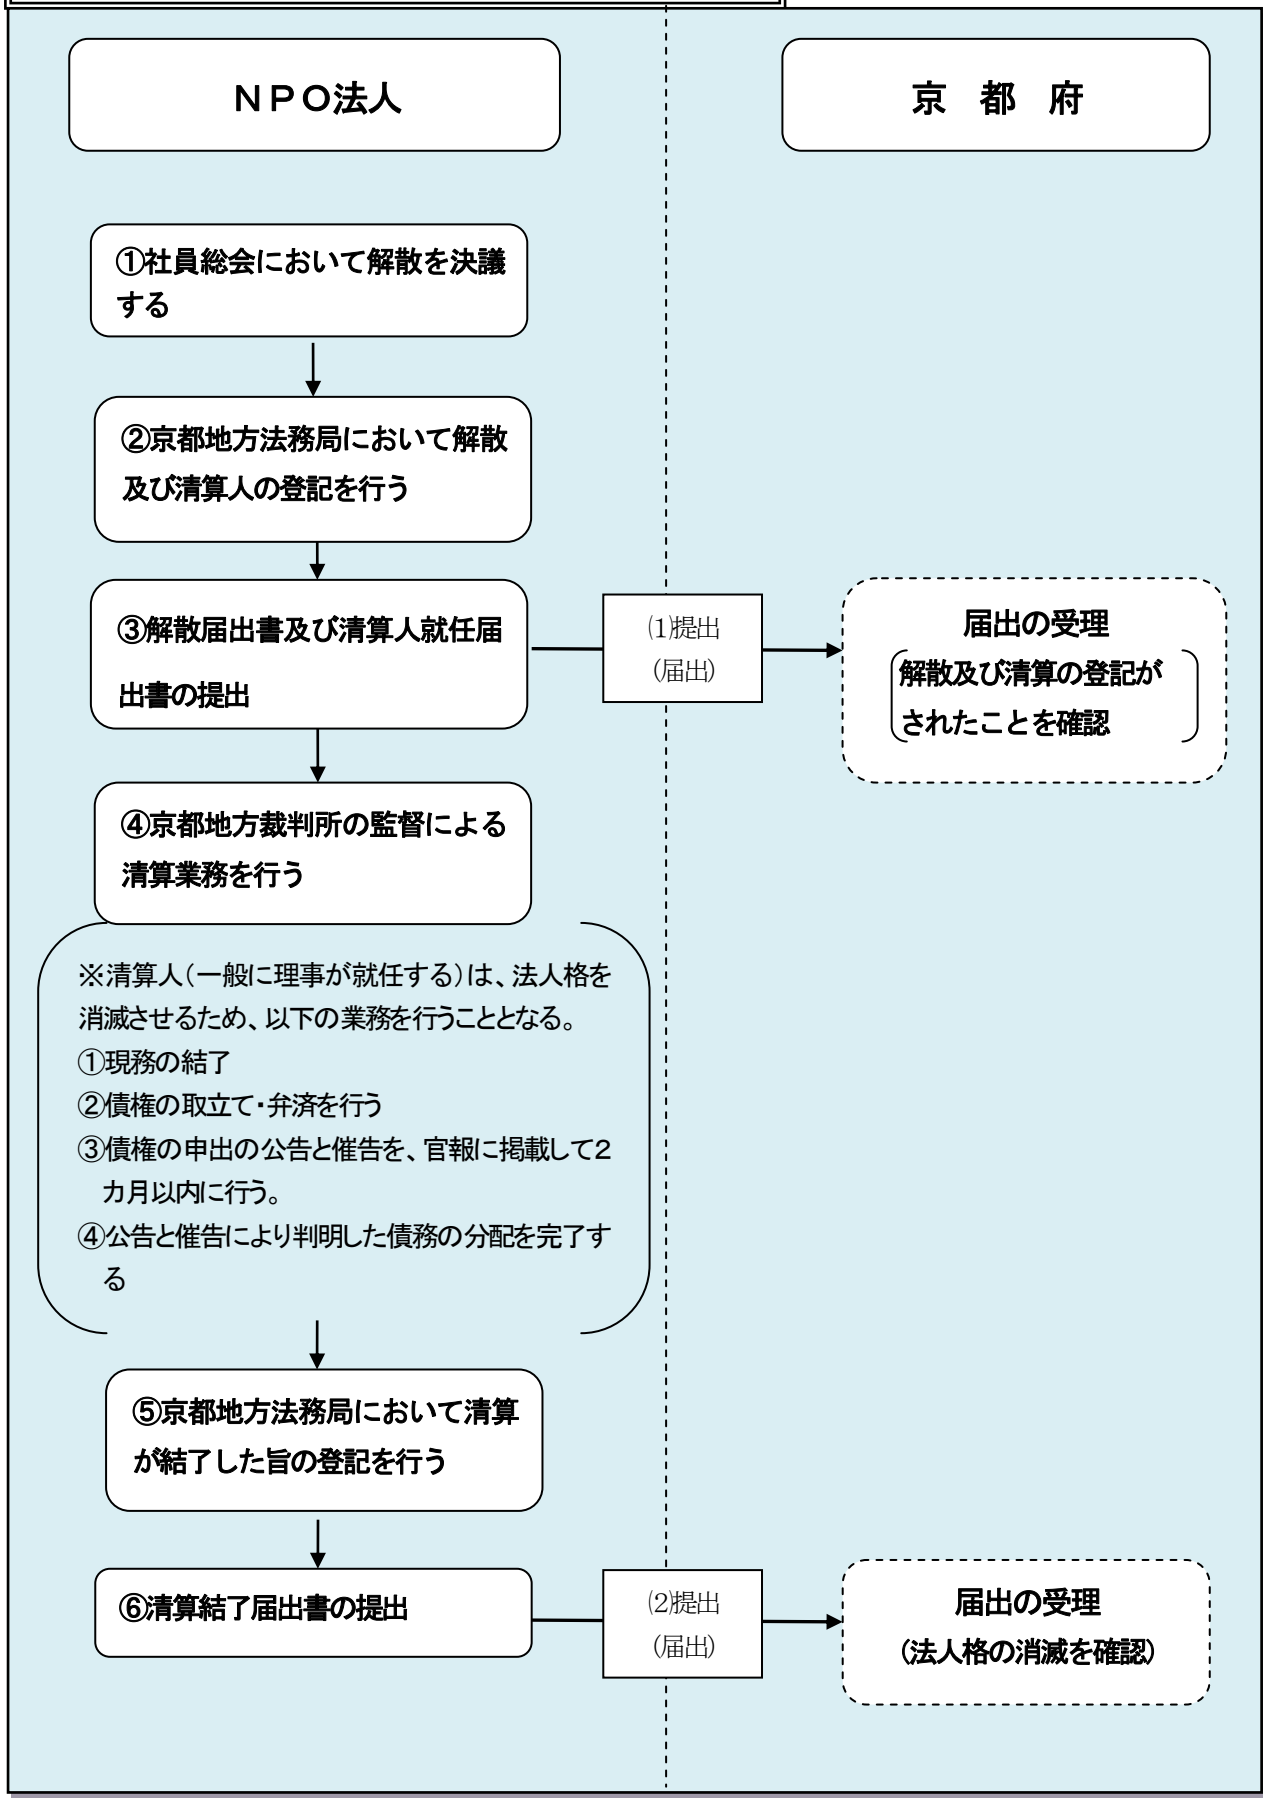 ＮＰＯ法人
京　都　府
①社員総会において解散を決議
する
②京都地方法務局において解散
及び清算人の登記を行う
③解散届出書及び清算人就任届
出書の提出
⑴提出
(届出)
届出の受理
解散及び清算の登記が
されたことを確認
④京都地方裁判所の監督による
清算業務を行う
※清算人（一般に理事が就任する）は、法人格を
消滅させるため、以下の業務を行うこととなる。
①現務の結了
②債権の取立て・弁済を行う
③債権の申出の公告と催告を、官報に掲載して２
カ月以内に行う。
④公告と催告により判明した債務の分配を完了す
る
⑤京都地方法務局において清算
が結了した旨の登記を行う
⑥清算結了届出書の提出
⑵提出
(届出)
届出の受理
（法人格の消滅を確認）